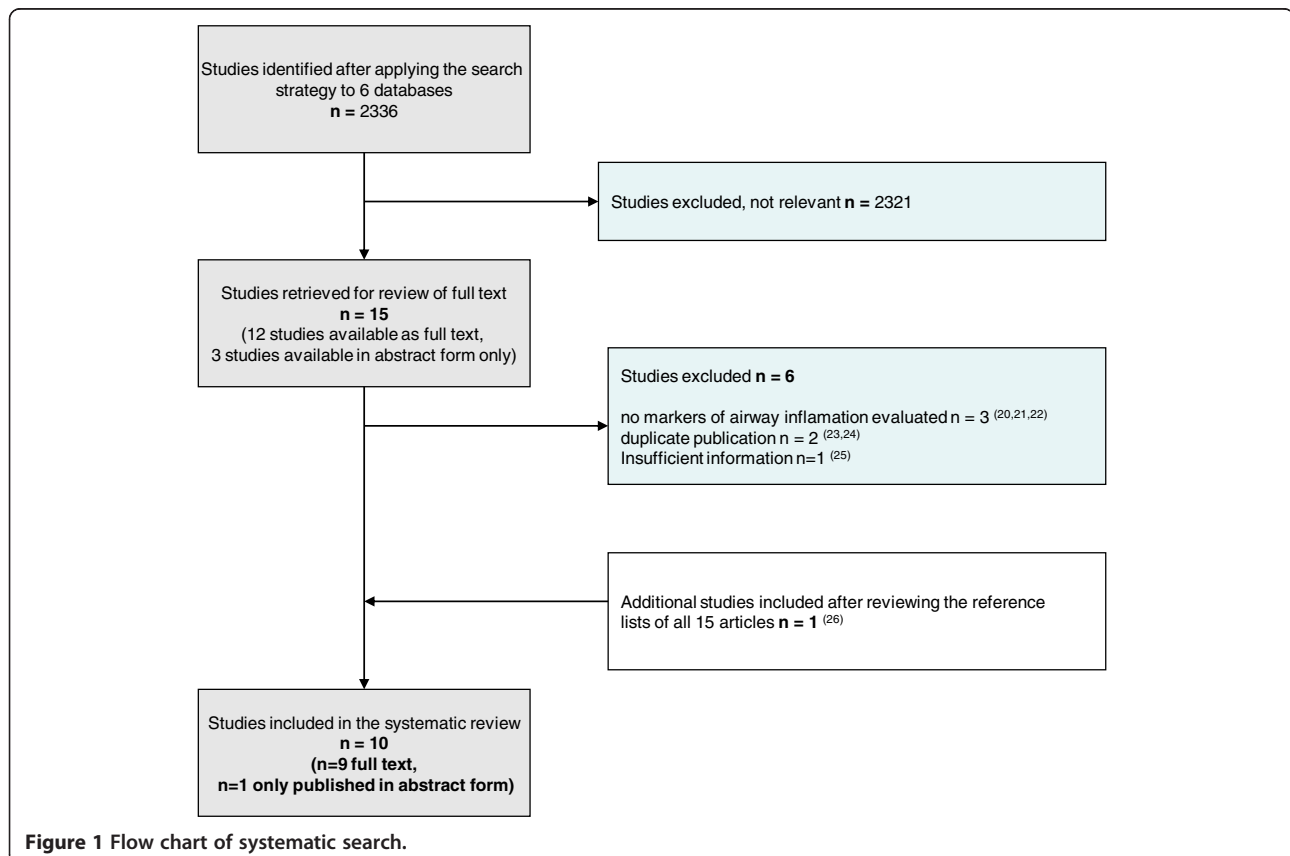 Studies identified after applying the search
strategy to 6 databases
n = 2336
Studies excluded, not relevant n = 2321
Studies retrieved for review of full text
n = 15
(12 studies available as full text,
3 studies available in abstract form only)
Studies excluded n = 6
no markers of airway inflamation evaluated n = 3 (20,21,22)
duplicate publication n = 2 (23,24)
Insufficient information n=1 (25)
Additional studies included after reviewing the reference
lists of all 15 articles n = 1 (26)
Studies included in the systematic review
n = 10
(n=9 full text,
n=1 only published in abstract form)
Figure 1 Flow chart of systematic search.